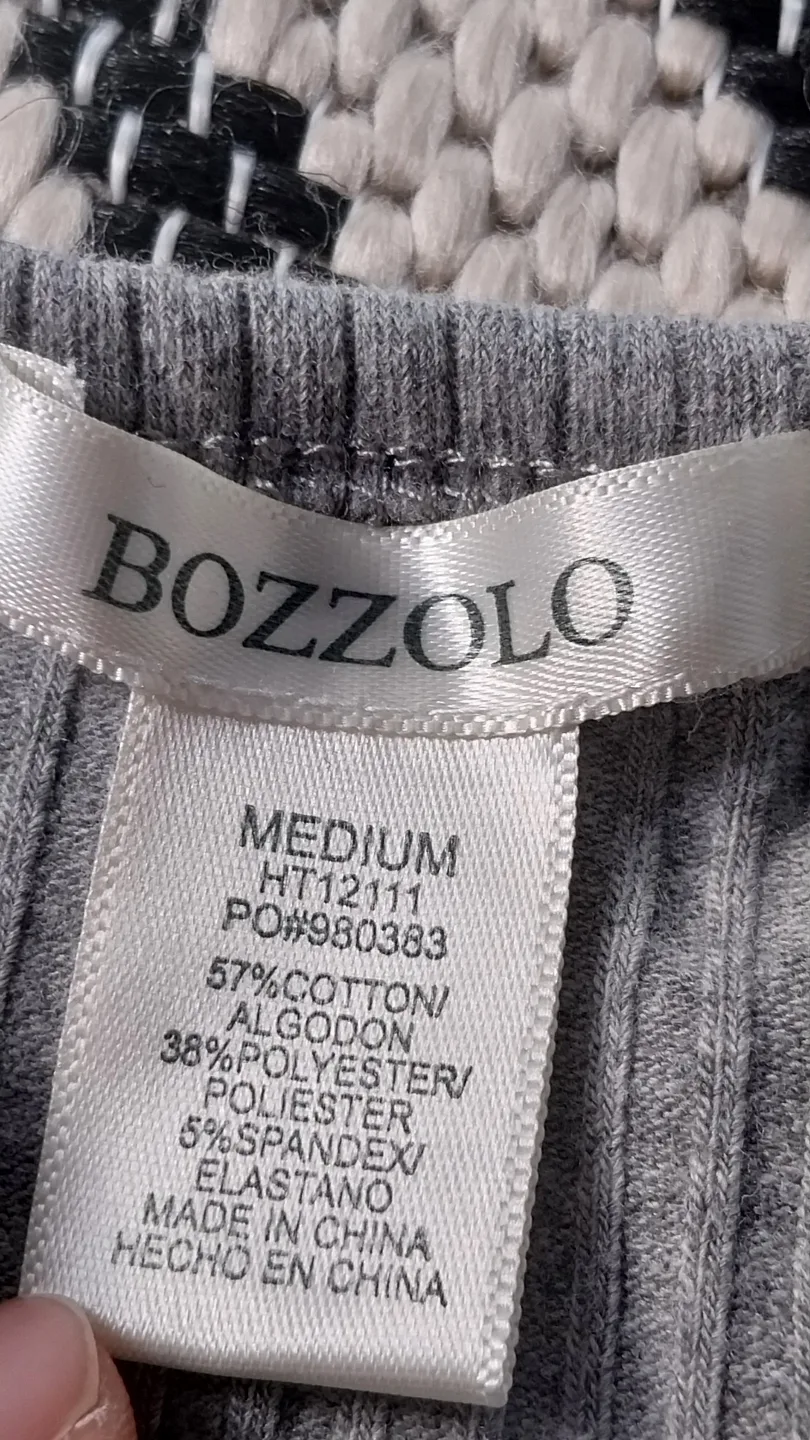 BOZZOLO
MEDIUM
HT12111
PO#980383
57%COTTON/
ALGODON
38%POLYESTER/
POLIESTER
5%SPANDEX/
ELASTANO
MADE IN CHINA
HECHO EN CHINA